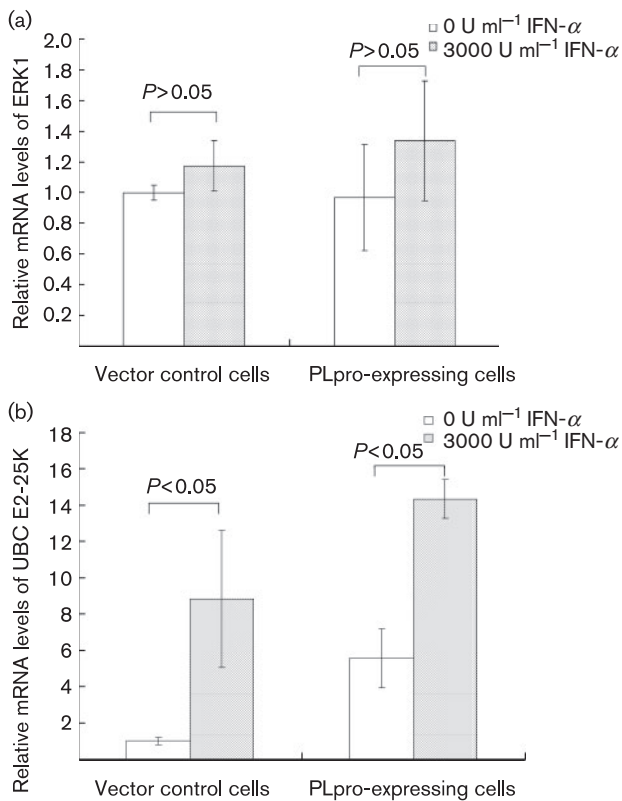 (a)
0 U ml⁻¹ IFN-α
3000 U ml⁻¹ IFN-α
Relative mRNA levels of ERK1
2.0
1.8
1.6
1.4
1.2
1.0
0.8
0.6
0.4
0.2
P>0.05
P>0.05
Vector control cells
PLpro-expressing cells
(b)
0 U ml⁻¹ IFN-α
3000 U ml⁻¹ IFN-α
Relative mRNA levels of UBC E2-25K
18
16
14
12
10
8
6
4
2
P<0.05
P<0.05
Vector control cells
PLpro-expressing cells